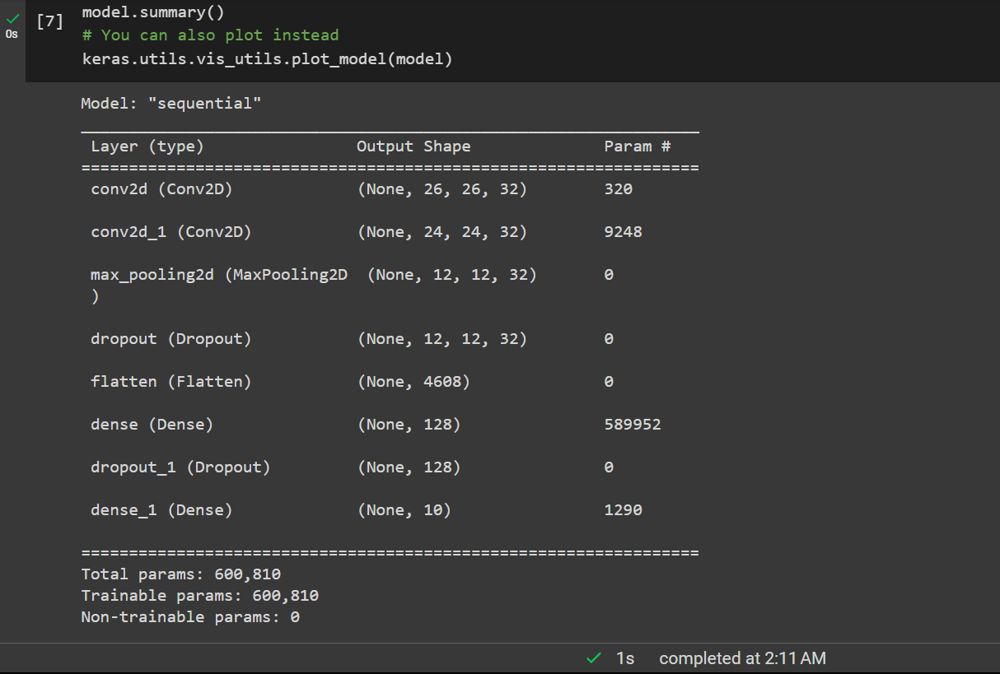 [7] model.summary()
0s
# You can also plot instead
keras.utils.vis_utils.plot_model(model)
Model: "sequential"
_________________________________________________________________
Layer (type) Output Shape Param #
=================================================================
conv2d (Conv2D) (None, 26, 26, 32) 320
conv2d_1 (Conv2D) (None, 24, 24, 32) 9248
max_pooling2d (MaxPooling2D (None, 12, 12, 32) 0
)
dropout (Dropout) (None, 12, 12, 32) 0
flatten (Flatten) (None, 4608) 0
dense (Dense) (None, 128) 589952
dropout_1 (Dropout) (None, 128) 0
dense_1 (Dense) (None, 10) 1290
=================================================================
Total params: 600,810
Trainable params: 600,810
Non-trainable params: 0
✓ 1s completed at 2:11 AM